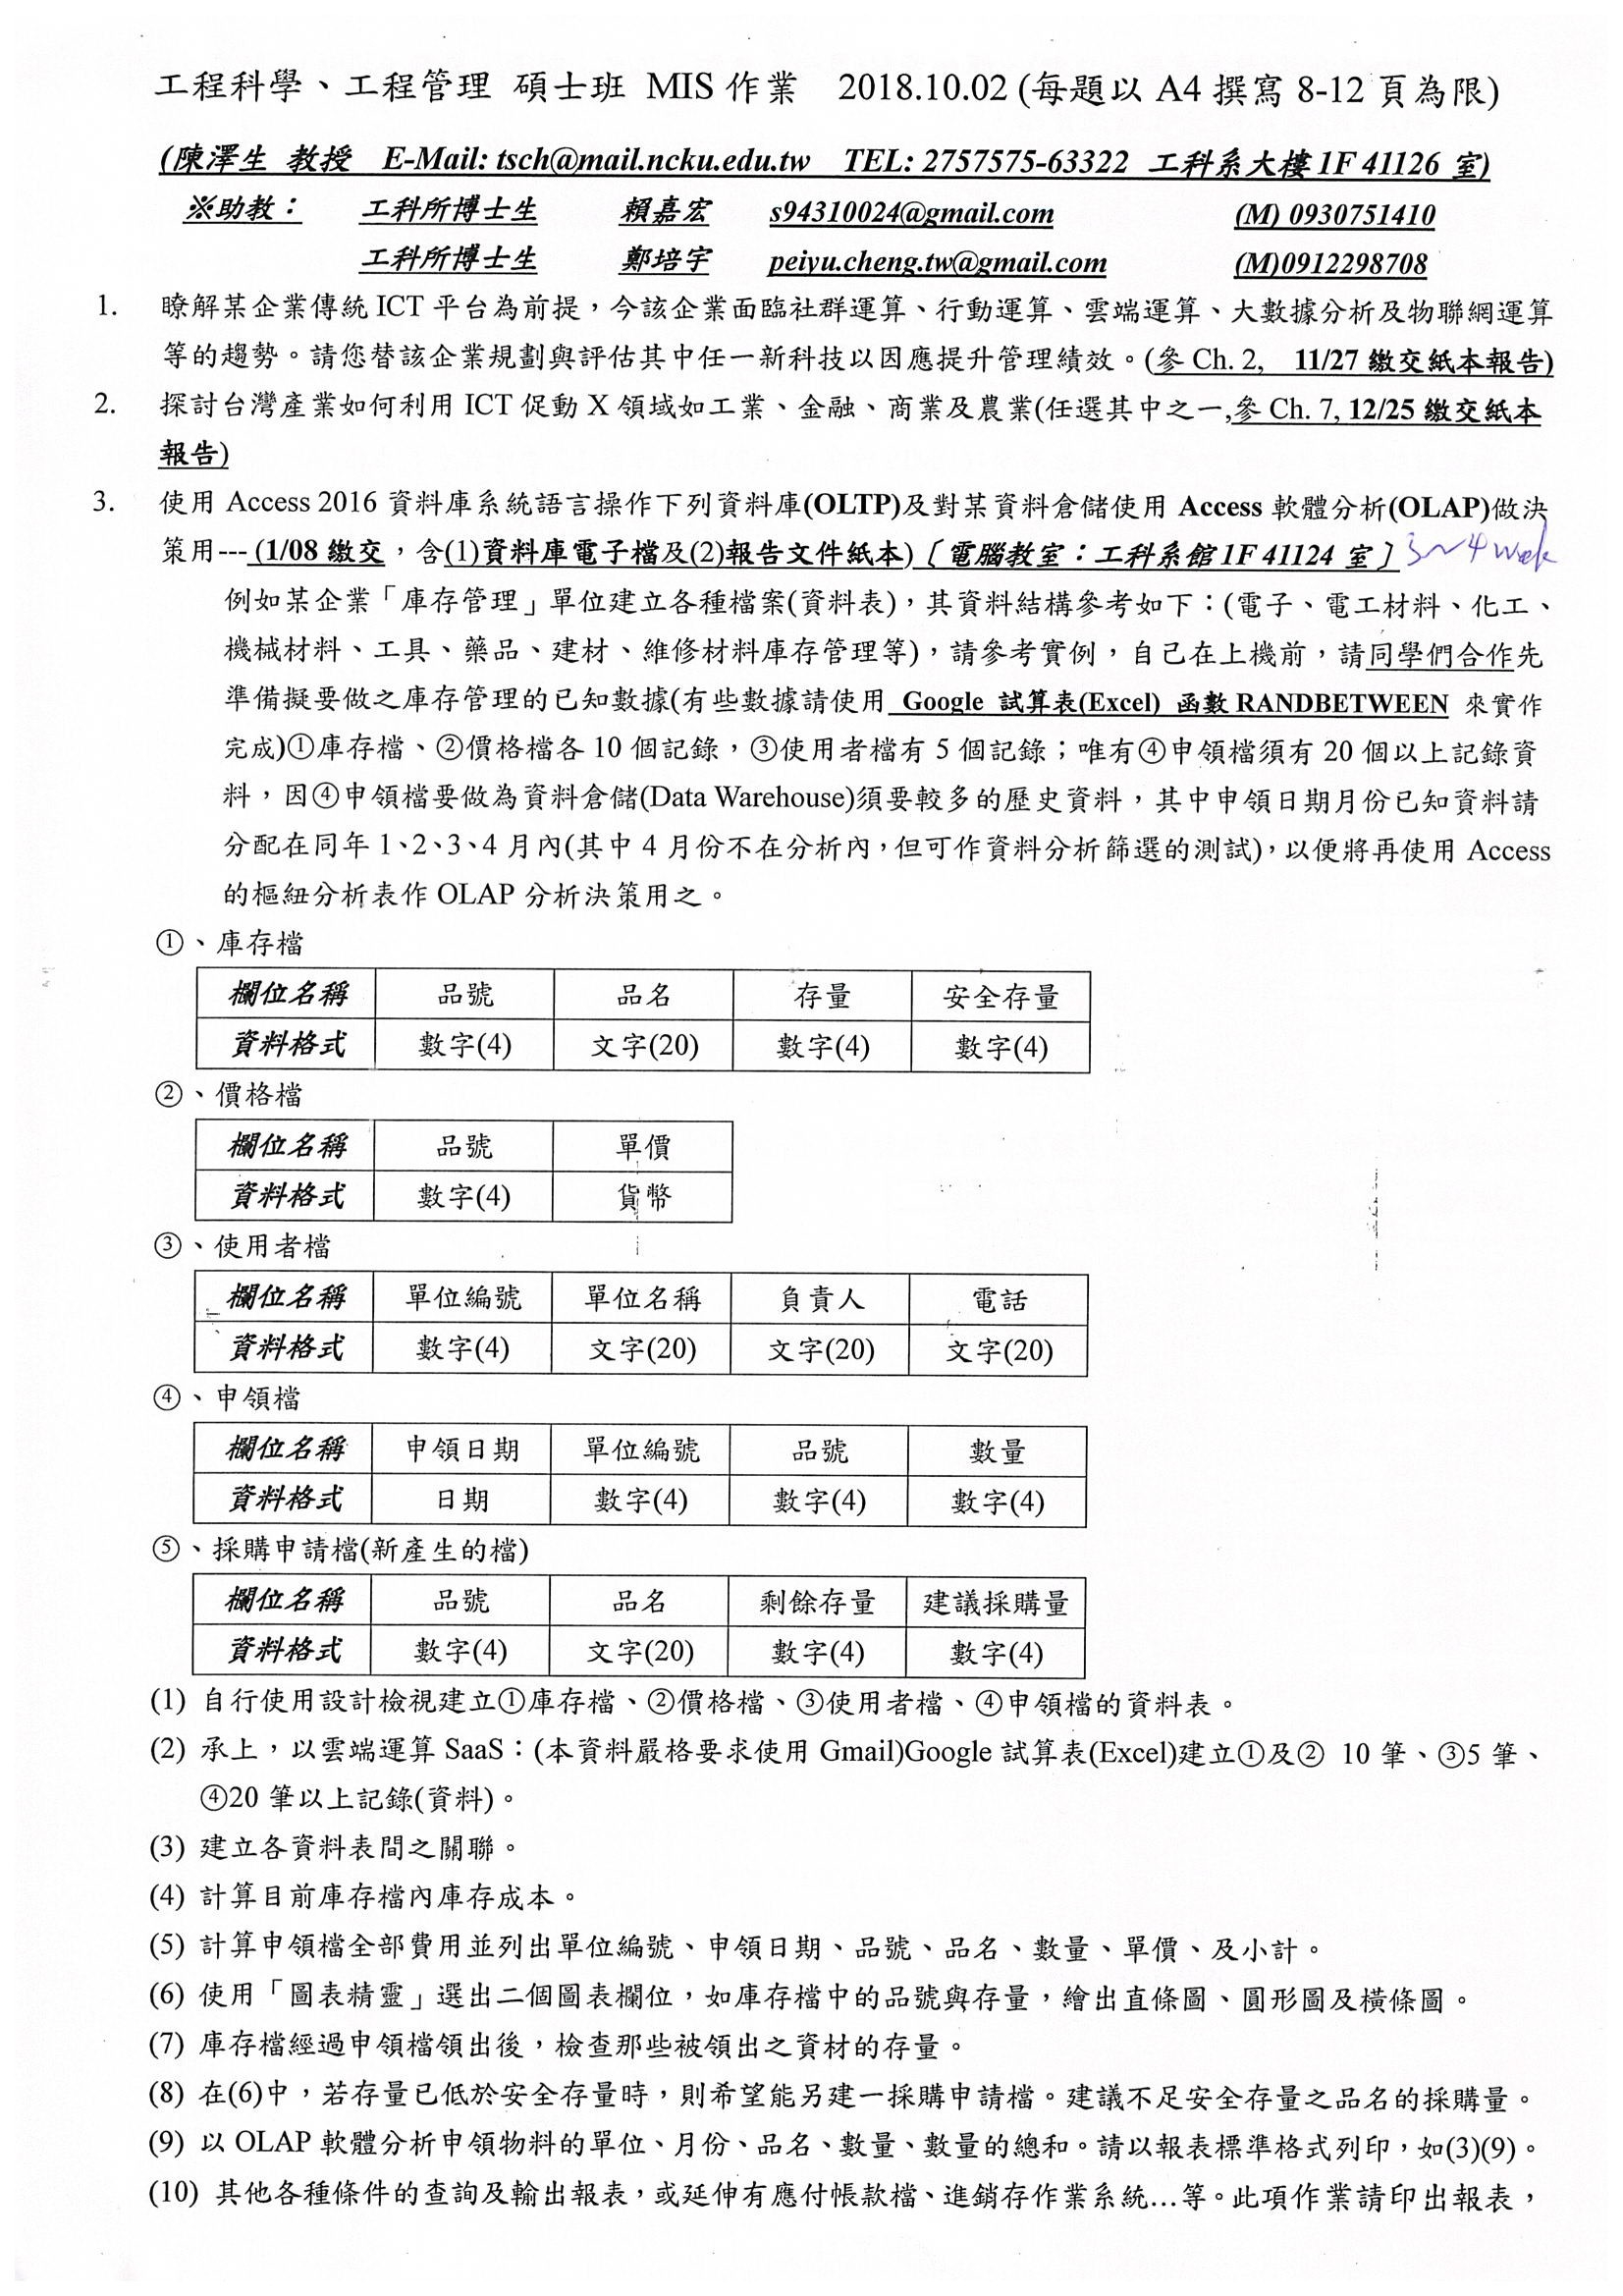 工程科學、工程管理 碩士班 MIS 作業 2018.10.02 (每題以 A4 撰寫 8-12 頁為限)
(陳澤生 教授 E-Mail: tsch@mail.ncku.edu.tw TEL: 2757575-63322 工科系大樓 1F 41126 室)
※助教： 工科所博士生 賴嘉宏 s94310024@gmail.com (M) 0930751410
工科所博士生 鄭培宇 peiyu.cheng.tw@gmail.com (M)0912298708
1. 瞭解某企業傳統 ICT 平台為前提，今該企業面臨社群運算、行動運算、雲端運算、大數據分析及物聯網運算
等的趨勢。請您替該企業規劃與評估其中任一新科技以因應提升管理績效。(參 Ch. 2, 11/27 繳交紙本報告)
2. 探討台灣產業如何利用 ICT 促動 X 領域如工業、金融、商業及農業(任選其中之一,參 Ch. 7, 12/25 繳交紙本
報告)
3. 使用 Access 2016 資料庫系統語言操作下列資料庫(OLTP)及對某資料倉儲使用 Access 軟體分析(OLAP)做決
策用--- (1/08 繳交，含(1)資料庫電子檔及(2)報告文件紙本)〔電腦教室：工科系館 1F 41124 室〕 3~4 week
例如某企業「庫存管理」單位建立各種檔案(資料表)，其資料結構參考如下：(電子、電工材料、化工、
機械材料、工具、藥品、建材、維修材料庫存管理等)，請參考實例，自己在上機前，請同學們合作先
準備擬要做之庫存管理的已知數據(有些數據請使用 Google 試算表(Excel) 函數 RANDBETWEEN 來實作
完成)①庫存檔、②價格檔各 10 個記錄，③使用者檔有 5 個記錄；唯有④申領檔須有 20 個以上記錄資
料，因④申領檔要做為資料倉儲(Data Warehouse)須要較多的歷史資料，其中申領日期月份已知資料請
分配在同年 1、2、3、4 月內(其中 4 月份不在分析內，但可作資料分析篩選的測試)，以便將再使用 Access
的樞紐分析表作 OLAP 分析決策用之。
①、庫存檔
欄位名稱 品號 品名 存量 安全存量
資料格式 數字(4) 文字(20) 數字(4) 數字(4)
②、價格檔
欄位名稱 品號 單價
資料格式 數字(4) 貨幣
③、使用者檔
欄位名稱 單位編號 單位名稱 負責人 電話
資料格式 數字(4) 文字(20) 文字(20) 文字(20)
④、申領檔
欄位名稱 申領日期 單位編號 品號 數量
資料格式 日期 數字(4) 數字(4) 數字(4)
⑤、採購申請檔(新產生的檔)
欄位名稱 品號 品名 剩餘存量 建議採購量
資料格式 數字(4) 文字(20) 數字(4) 數字(4)
(1) 自行使用設計檢視建立①庫存檔、②價格檔、③使用者檔、④申領檔的資料表。
(2) 承上，以雲端運算 SaaS：(本資料嚴格要求使用 Gmail)Google 試算表(Excel)建立①及② 10 筆、③5 筆、
④20 筆以上記錄(資料)。
(3) 建立各資料表間之關聯。
(4) 計算目前庫存檔內庫存成本。
(5) 計算申領檔全部費用並列出單位編號、申領日期、品號、品名、數量、單價、及小計。
(6) 使用「圖表精靈」選出二個圖表欄位，如庫存檔中的品號與存量，繪出直條圖、圓形圖及橫條圖。
(7) 庫存檔經過申領檔領出後，檢查那些被領出之資材的存量。
(8) 在(6)中，若存量已低於安全存量時，則希望能另建一採購申請檔。建議不足安全存量之品名的採購量。
(9) 以 OLAP 軟體分析申領物料的單位、月份、品名、數量、數量的總和。請以報表標準格式列印，如(3)(9)。
(10) 其他各種條件的查詢及輸出報表，或延伸有應付帳款檔、進銷存作業系統…等。此項作業請印出報表，